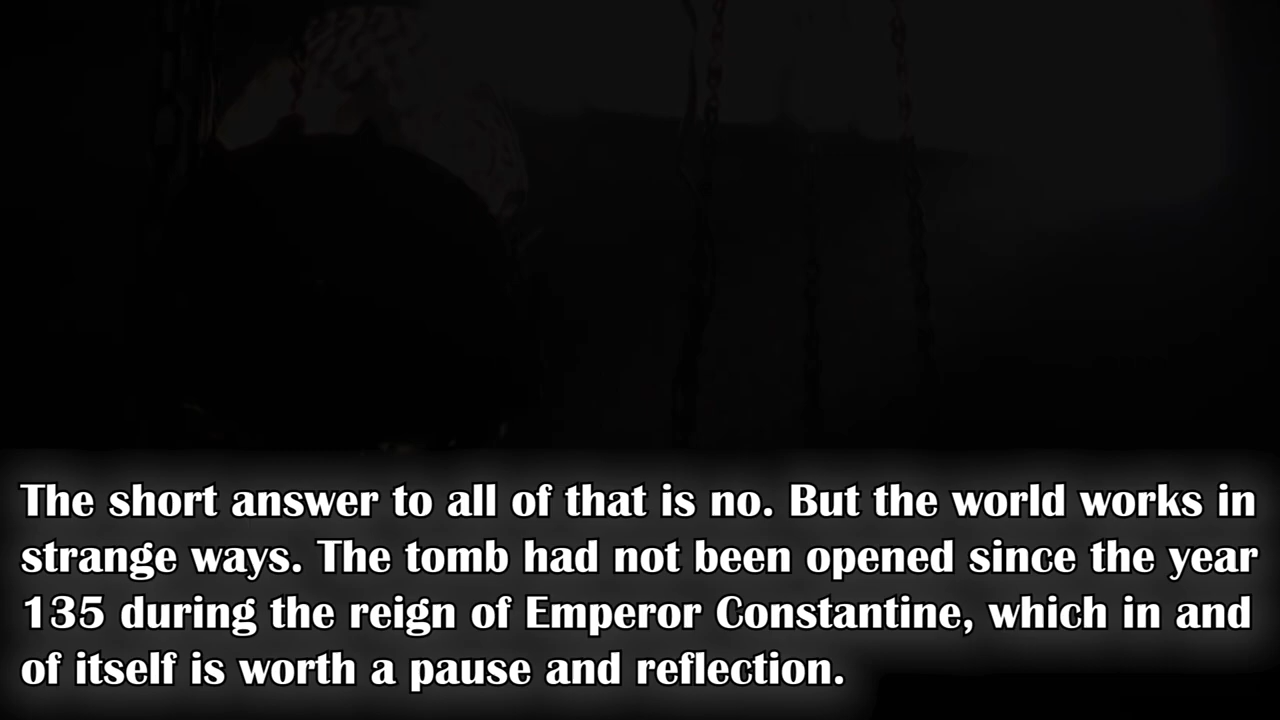 The short answer to all of that is no. But the world works in
strange ways. The tomb had not been opened since the year
135 during the reign of Emperor Constantine, which in and
of itself is worth a pause and reflection.